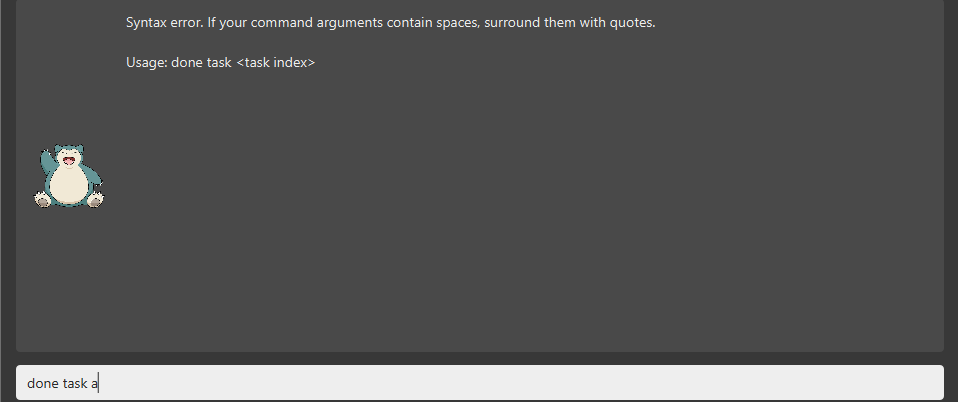 Syntax error. If your command arguments contain spaces, surround them with quotes.
Usage: done task <task index>
done task a